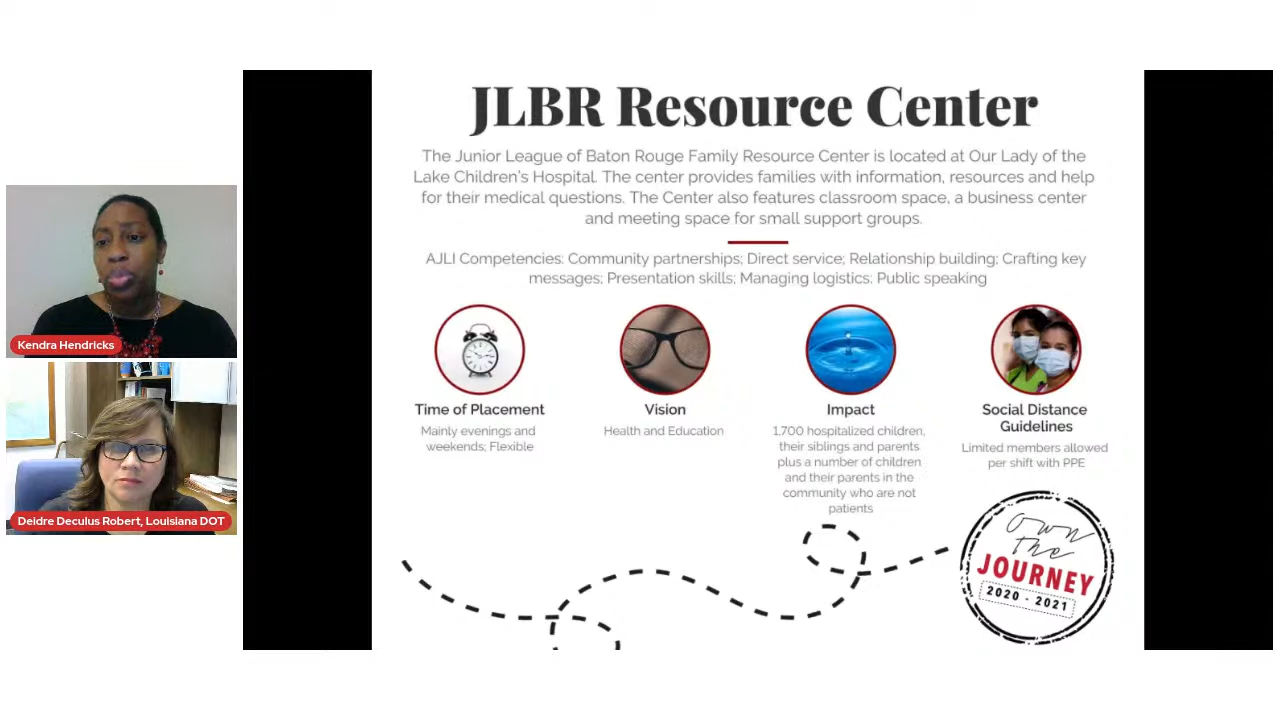 JLBR Resource Center
The Junior League of Baton Rouge Family Resource Center is located at Our Lady of the
Lake Children's Hospital. The center provides families with information, resources and help
for their medical questions. The Center also features classroom space, a business center
and meeting space for small support groups.
AJLI Competencies: Community partnerships; Direct service; Relationship building; Crafting key
messages; Presentation skills; Managing logistics; Public speaking
Time of Placement
Mainly evenings and
weekends; Flexible
Vision
Health and Education
Impact
1,700 hospitalized children,
their siblings and parents
plus a number of children
and their parents in the
community who are not
patients
Social Distance
Guidelines
Limited members allowed
per shift with PPE
own
the
JOURNEY
2020 - 2021
Kendra Hendricks
Deidre Deculus Robert, Louisiana DOT